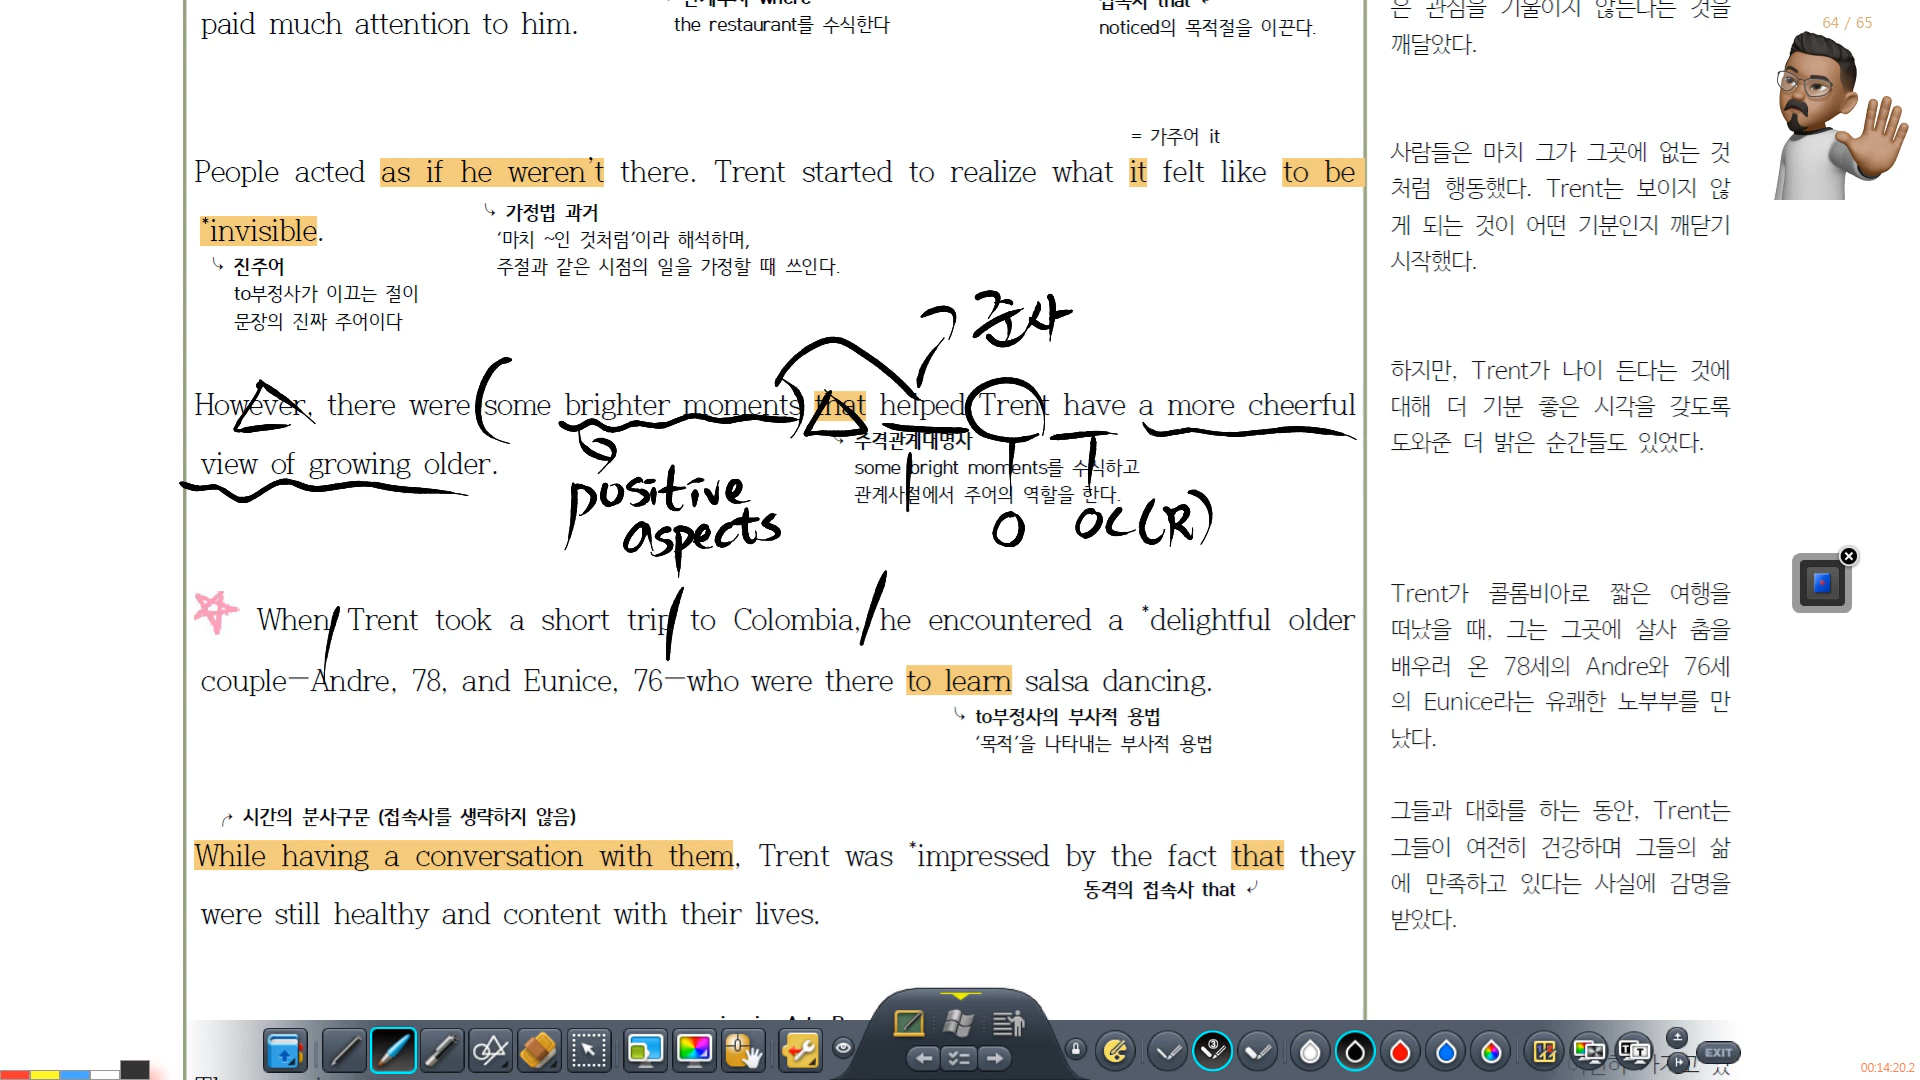 paid much attention to him.
the restaurant를 수식한다
noticed의 목적절을 이끈다.
깨달았다.
64 / 65
= 가주어 it
People acted as if he weren't there. Trent started to realize what it felt like to be
*invisible.
가정법 과거
'마치 ~인 것처럼'이라 해석하며,
주절과 같은 시점의 일을 가정할 때 쓰인다.
진주어
to부정사가 이끄는 절이
문장의 진짜 주어이다
사람들은 마치 그가 그곳에 없는 것
처럼 행동했다. Trent는 보이지 않
게 되는 것이 어떤 기분인지 깨닫기
시작했다.
준사
However, there were some brighter moments that helped Trent have a more cheerful
view of growing older.
주격관계대명사
some bright moments를 수식하고
관계사절에서 주어의 역할을 한다.
positive
aspects
O
OC(R)
하지만, Trent가 나이 든다는 것에
대해 더 기분 좋은 시각을 갖도록
도와준 더 밝은 순간들도 있었다.
When Trent took a short trip to Colombia, he encountered a *delightful older
couple—Andre, 78, and Eunice, 76—who were there to learn salsa dancing.
to부정사의 부사적 용법
'목적'을 나타내는 부사적 용법
Trent가 콜롬비아로 짧은 여행을
떠났을 때, 그는 그곳에 살사 춤을
배우러 온 78세의 Andre와 76세
의 Eunice라는 유쾌한 노부부를 만
났다.
시간의 분사구문 (접속사를 생략하지 않음)
While having a conversation with them, Trent was *impressed by the fact that they
동격의 접속사 that
were still healthy and content with their lives.
그들과 대화를 하는 동안, Trent는
그들이 여전히 건강하며 그들의 삶
에 만족하고 있다는 사실에 감명을
받았다.
EXIT
00:14:20.2